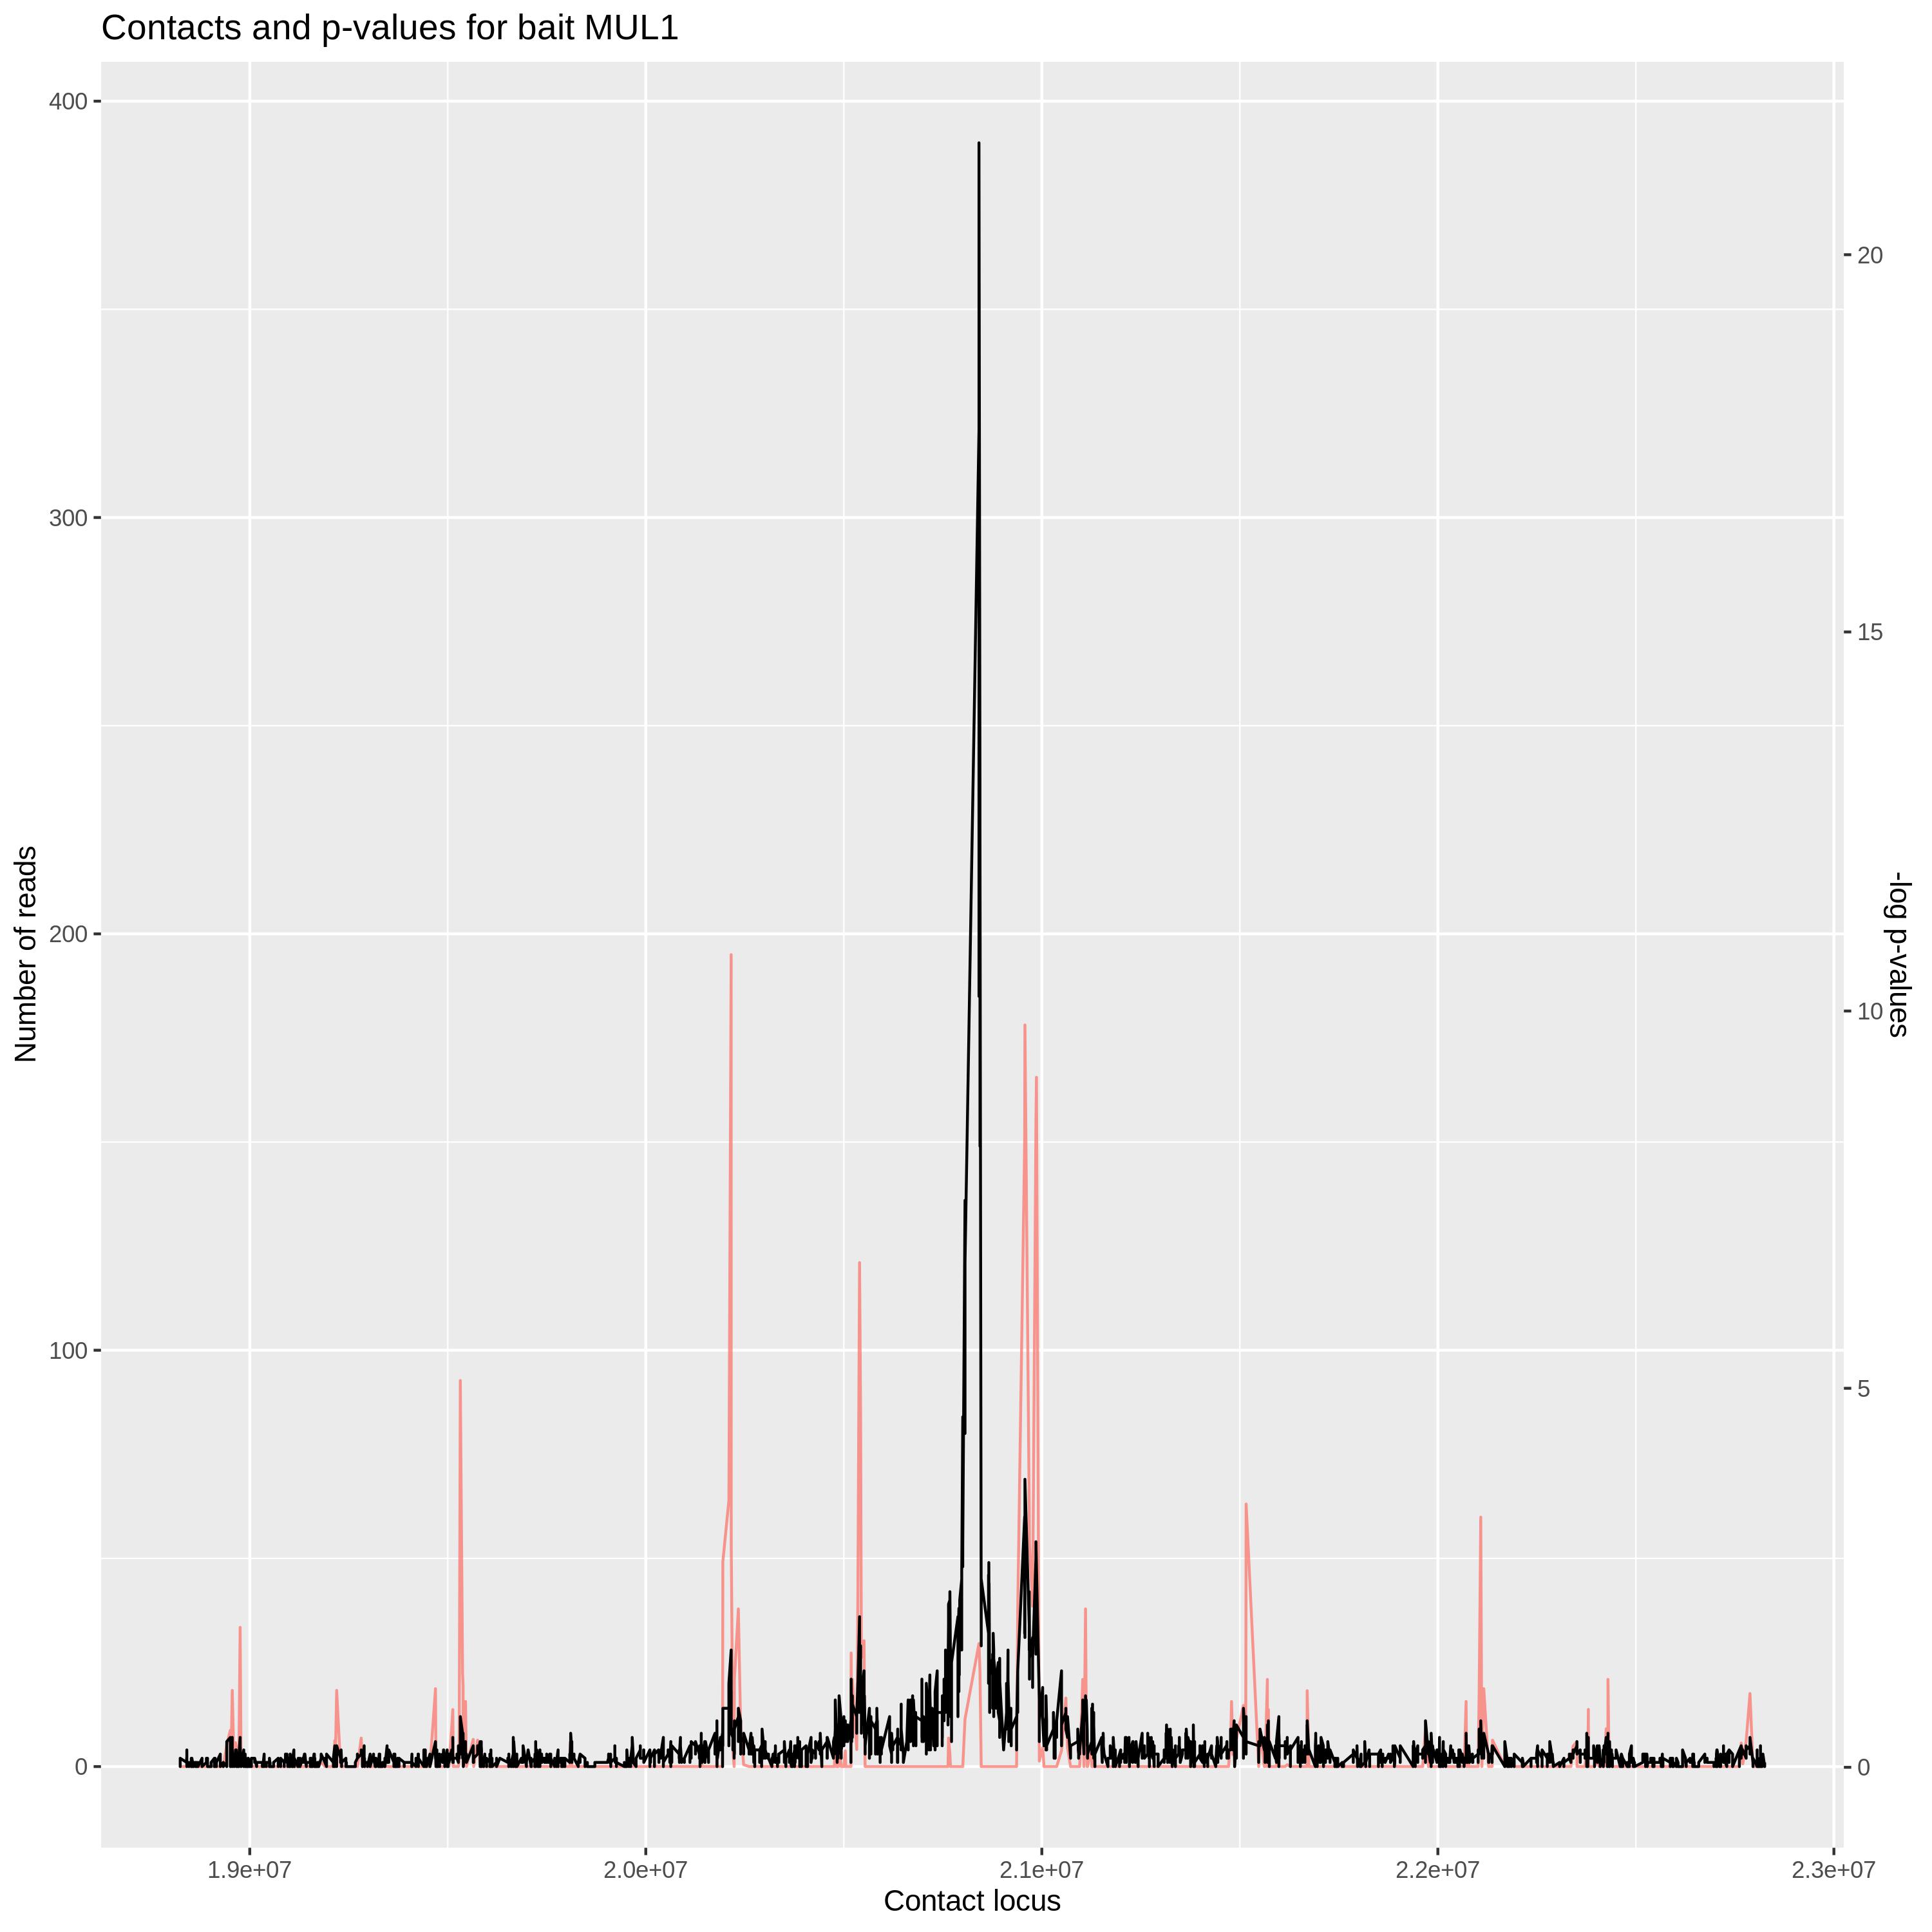 Contacts and p-values for bait MUL1
400
300
200
100
0
Number of reads
20
15
10
5
0
-log p-values
1.9e+07
2.0e+07
2.1e+07
2.2e+07
2.3e+07
Contact locus